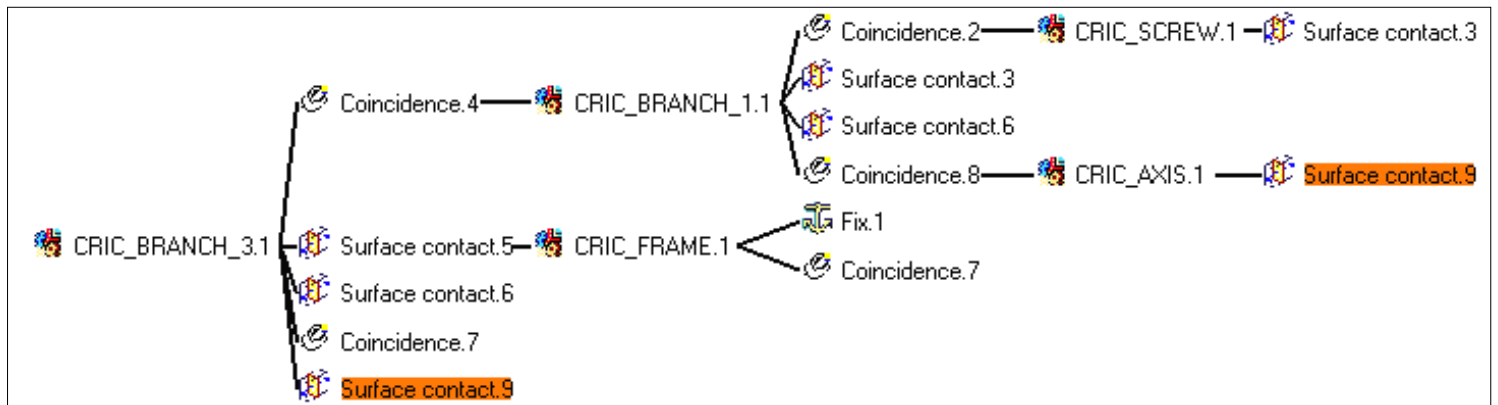 Coincidence.2 CRIC_SCREW.1 Surface contact.3
Surface contact.3
Coincidence.4 CRIC_BRANCH_1.1
Surface contact.6
Coincidence.8 CRIC_AXIS.1 Surface contact.9
Fix.1
CRIC_BRANCH_3.1 Surface contact.5 CRIC_FRAME.1
Coincidence.7
Surface contact.6
Coincidence.7
Surface contact.9